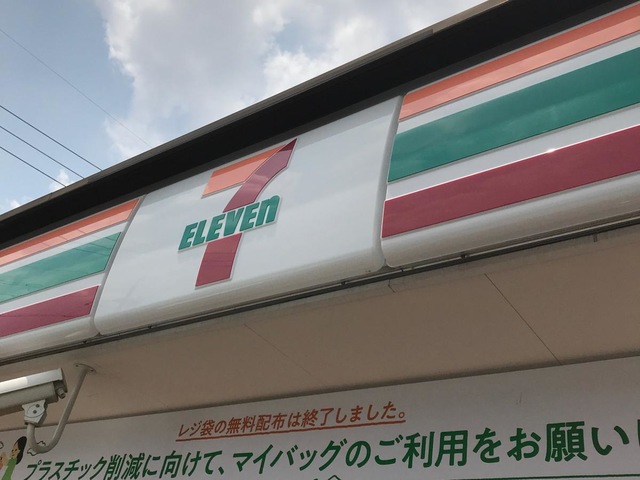 7
ELEVEn
レジ袋の無料配布は終了しました。
プラスチック削減に向けて、マイバッグのご利用をお願い